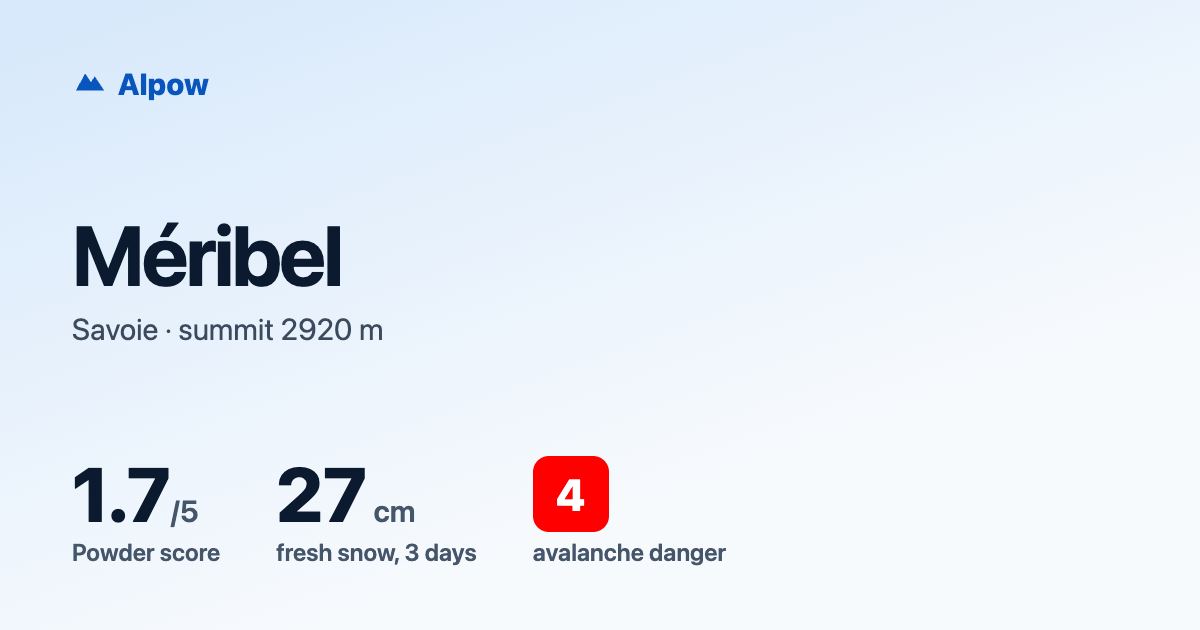 Alpow
Méribel
Savoie · summit 2920 m
1.7/5 27 cm 4
Powder score fresh snow, 3 days avalanche danger